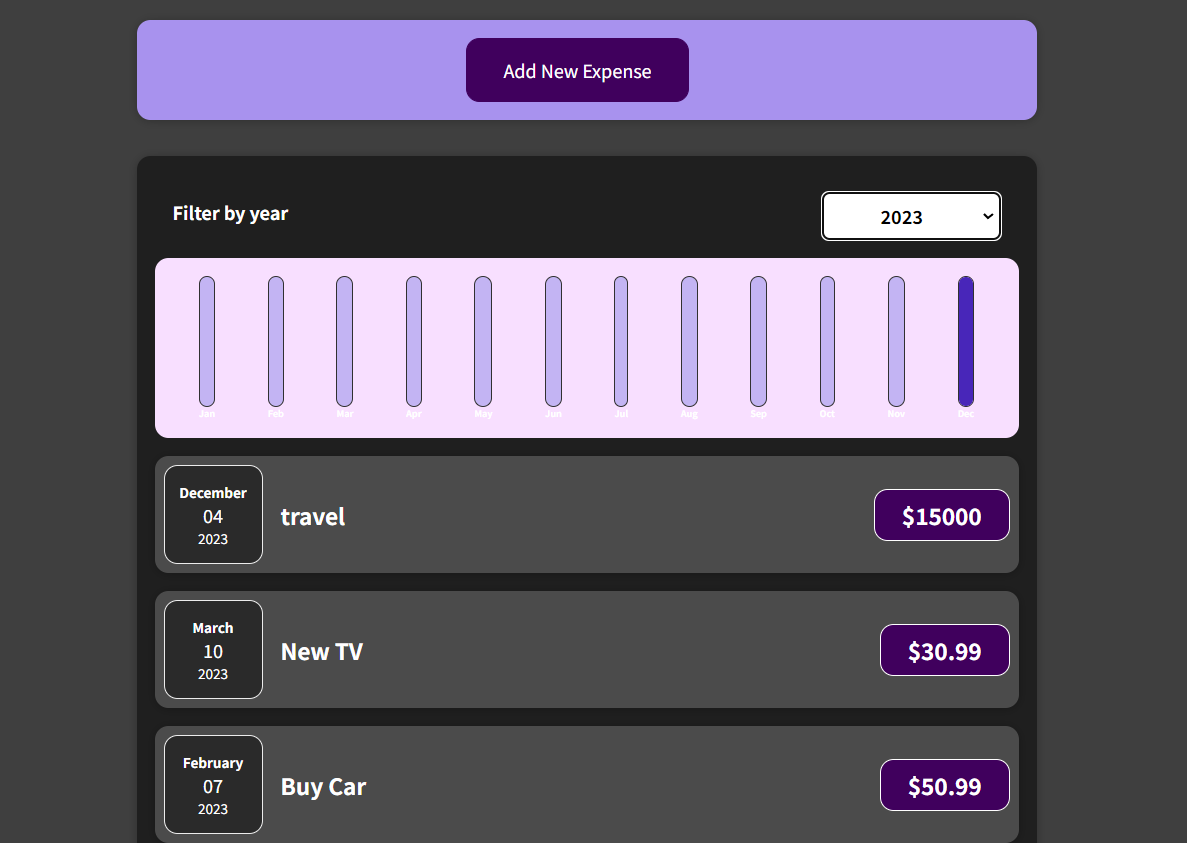 Add New Expense
Filter by year
2023
Jan Feb Mar Apr May Jun Jul Aug Sep Oct Nov Dec
December
04
2023
travel
$15000
March
10
2023
New TV
$30.99
February
07
2023
Buy Car
$50.99